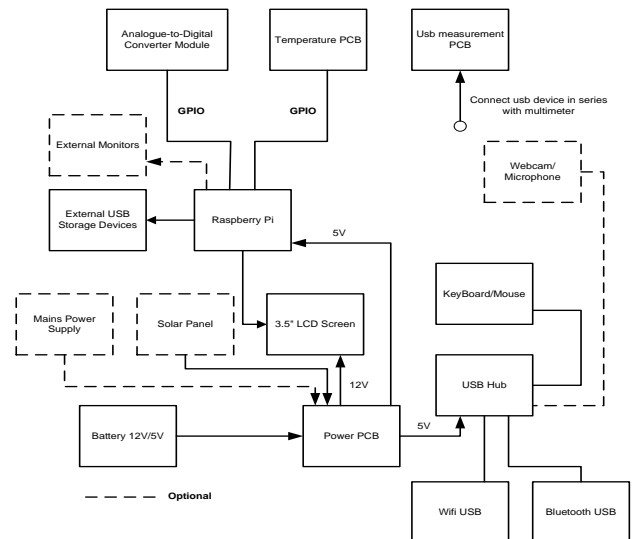 Analogue-to-Digital
Converter Module
Temperature PCB
Usb measurement
PCB
GPIO
GPIO
Connect usb device in series
with multimeter
External Monitors
Webcam/
Microphone
External USB
Storage Devices
Raspberry Pi
5V
KeyBoard/Mouse
Mains Power
Supply
Solar Panel
3.5" LCD Screen
12V
USB Hub
Battery 12V/5V
Power PCB
5V
Optional
Wifi USB
Bluetooth USB